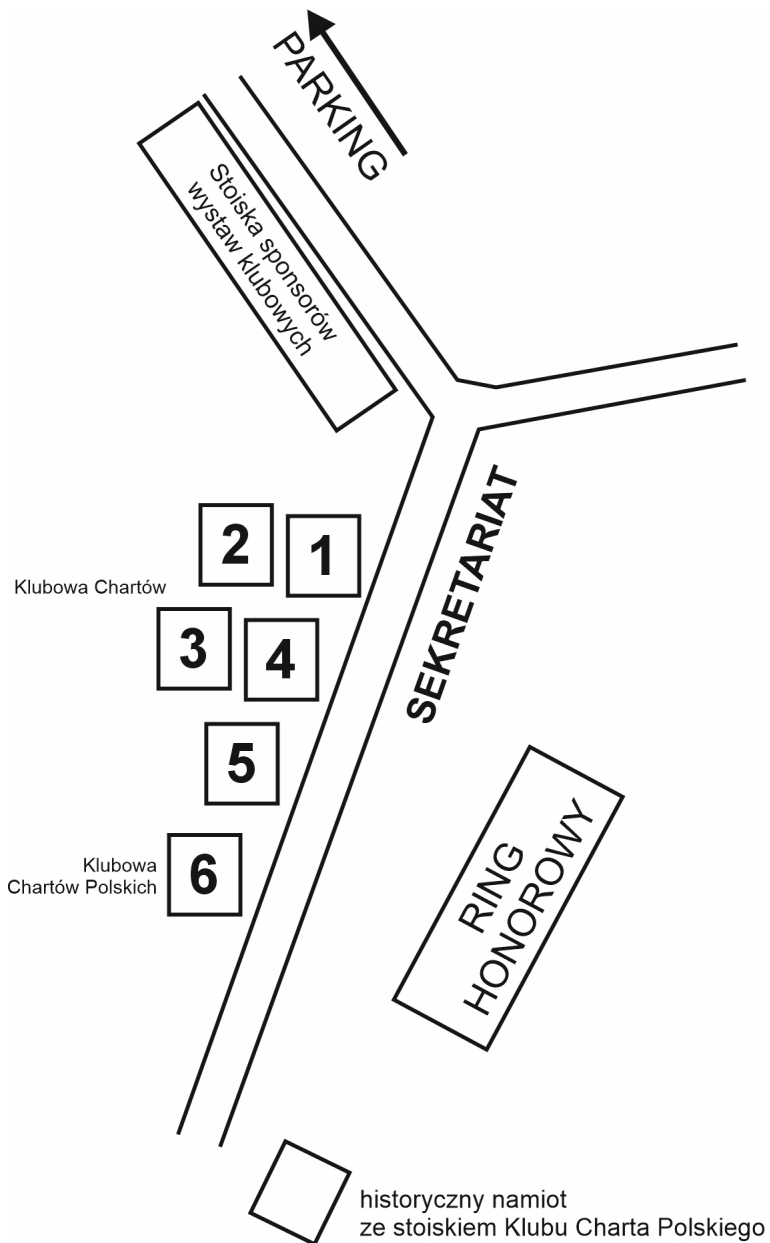 PARKING
Stoiska sponsorów
wystaw klubowych
2
1
Klubowa Chartów
3
4
SEKRETARIAT
5
Klubowa
Chartów Polskich
6
RING
HONOROWY
historyczny namiot
ze stoiskiem Klubu Charta Polskiego